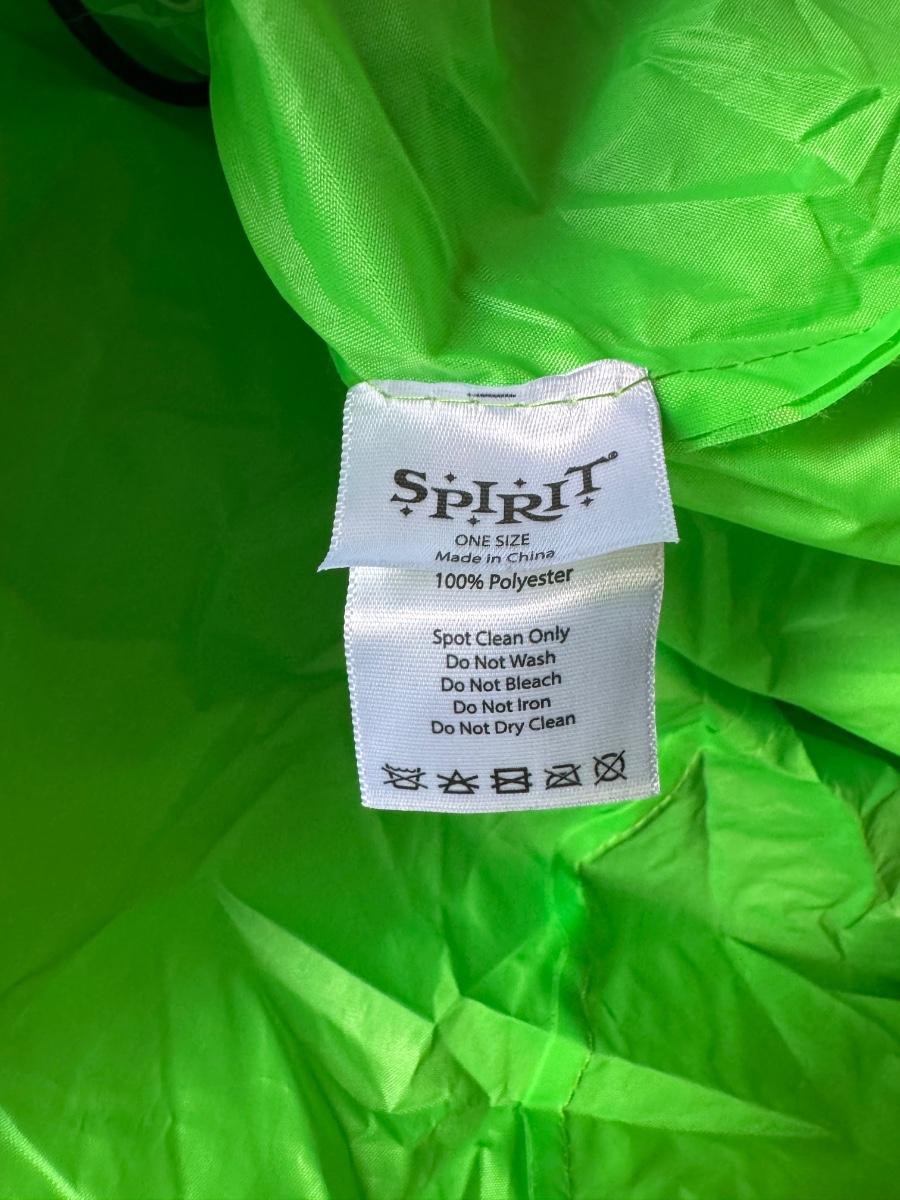 SPIRIT®
ONE SIZE
Made in China
100% Polyester
Spot Clean Only
Do Not Wash
Do Not Bleach
Do Not Iron
Do Not Dry Clean